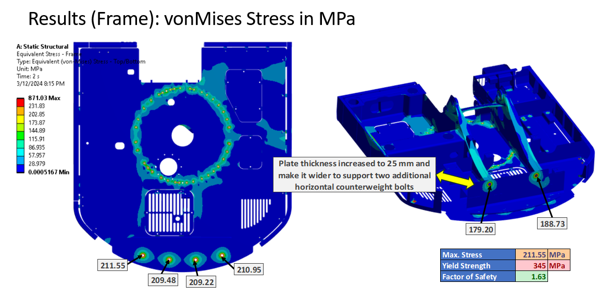 Results (Frame): vonMises Stress in MPa
A: Static Structural
Equivalent Stress - Fra
Type: Equivalent (von-
Unit: MPa
Time: 2 s
3/12/2024 8:15 PM
871.03 Max
231.83
202.85
173.87
144.89
115.91
86.935
57.957
28.979
0.0005167 Min
Plate thickness increased to 25 mm and
make it wider to support two additional
horizontal counterweight bolts
179.20
188.73
211.55
209.48
209.22
210.95
Max. Stress 211.55 MPa
Yield Strength 345 MPa
Factor of Safety 1.63